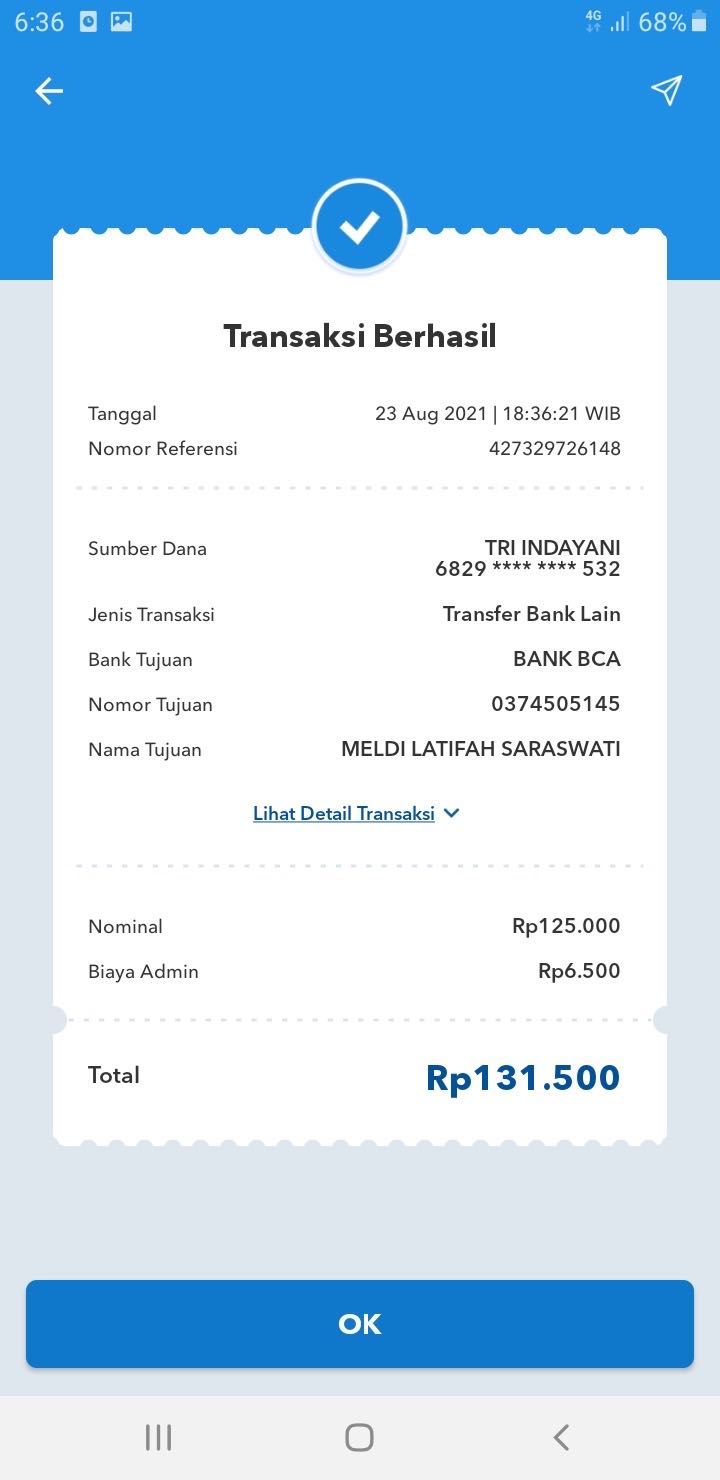 6:36
4G
68%
Transaksi Berhasil
Tanggal 23 Aug 2021 | 18:36:21 WIB
Nomor Referensi 427329726148
Sumber Dana TRI INDAYANI
6829 **** **** 532
Jenis Transaksi Transfer Bank Lain
Bank Tujuan BANK BCA
Nomor Tujuan 0374505145
Nama Tujuan MELDI LATIFAH SARASWATI
Lihat Detail Transaksi
Nominal Rp125.000
Biaya Admin Rp6.500
Total Rp131.500
OK